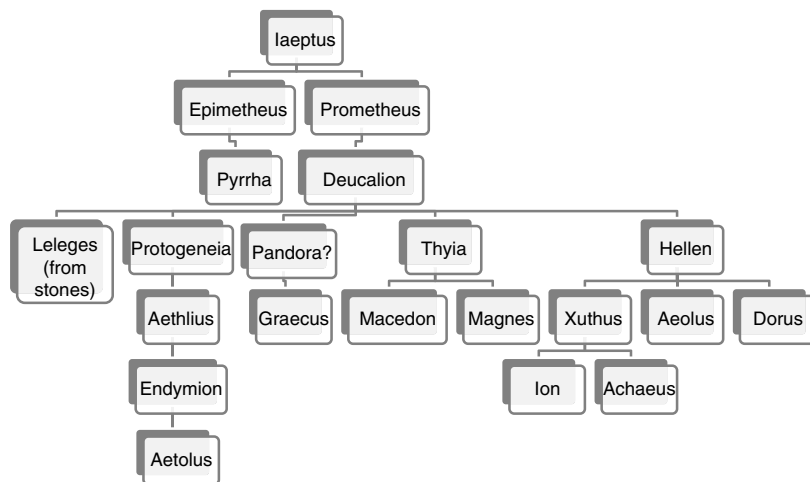 Iaeptus
Epimetheus
Prometheus
Pyrrha
Deucalion
Leleges
(from
stones)
Protogeneia
Pandora?
Thyia
Hellen
Aethlius
Graecus
Macedon
Magnes
Xuthus
Aeolus
Dorus
Endymion
Ion
Achaeus
Aetolus